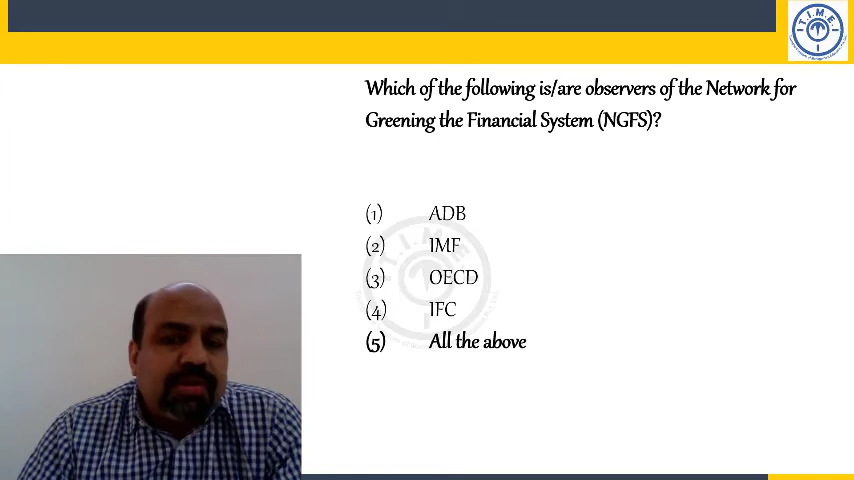 T.I.M.E.
Which of the following is/are observers of the Network for
Greening the Financial System (NGFS)?
(1) ADB
(2) IMF
(3) OECD
(4) IFC
(5) All the above